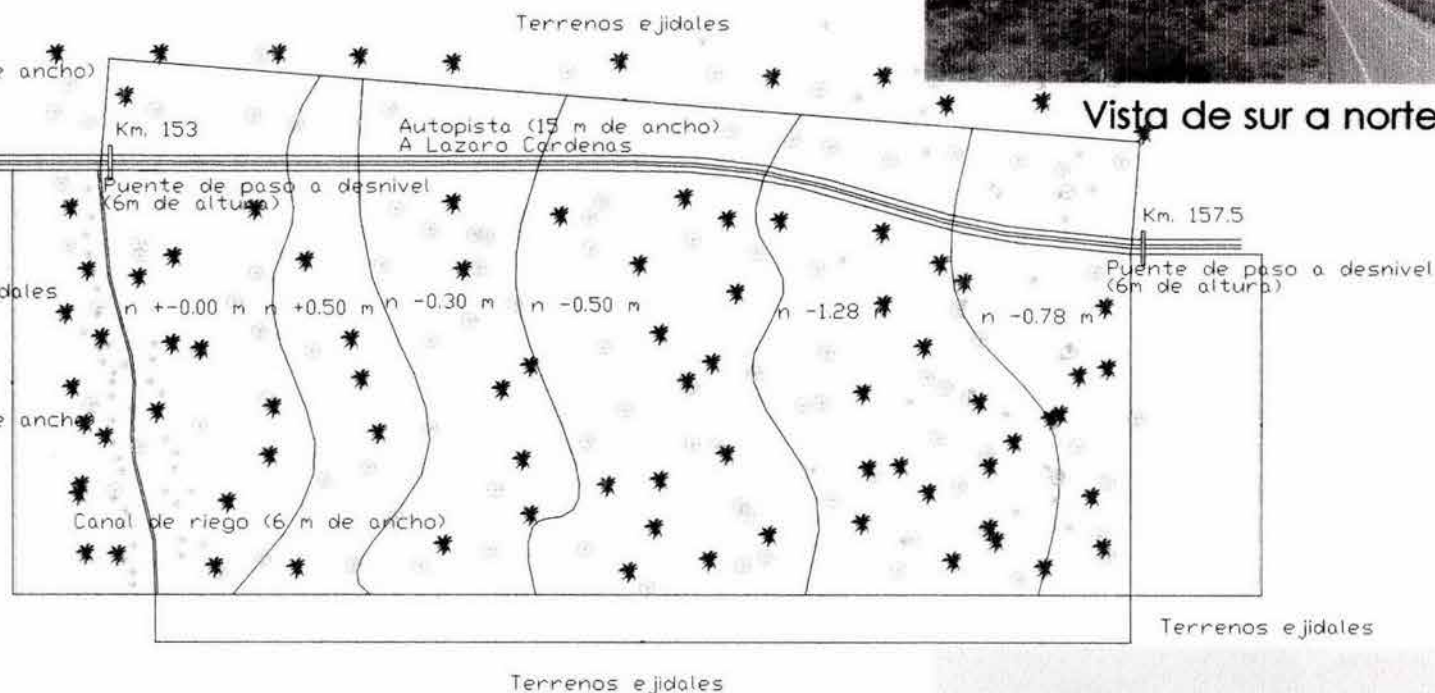 Terrenos ejidales
e ancho)
Km. 153
Autopista (15 m de ancho)
A Lazaro Cardenas
Vista de sur a norte
Puente de paso a desnivel
(6m de altura)
Km. 157.5
Puente de paso a desnivel
(6m de altura)
dales
n +-0.00 m
n +0.50 m
n -0.30 m
n -0.50 m
n -1.28 m
n -0.78 m
e ancho)
Canal de riego (6 m de ancho)
Terrenos ejidales
Terrenos ejidales